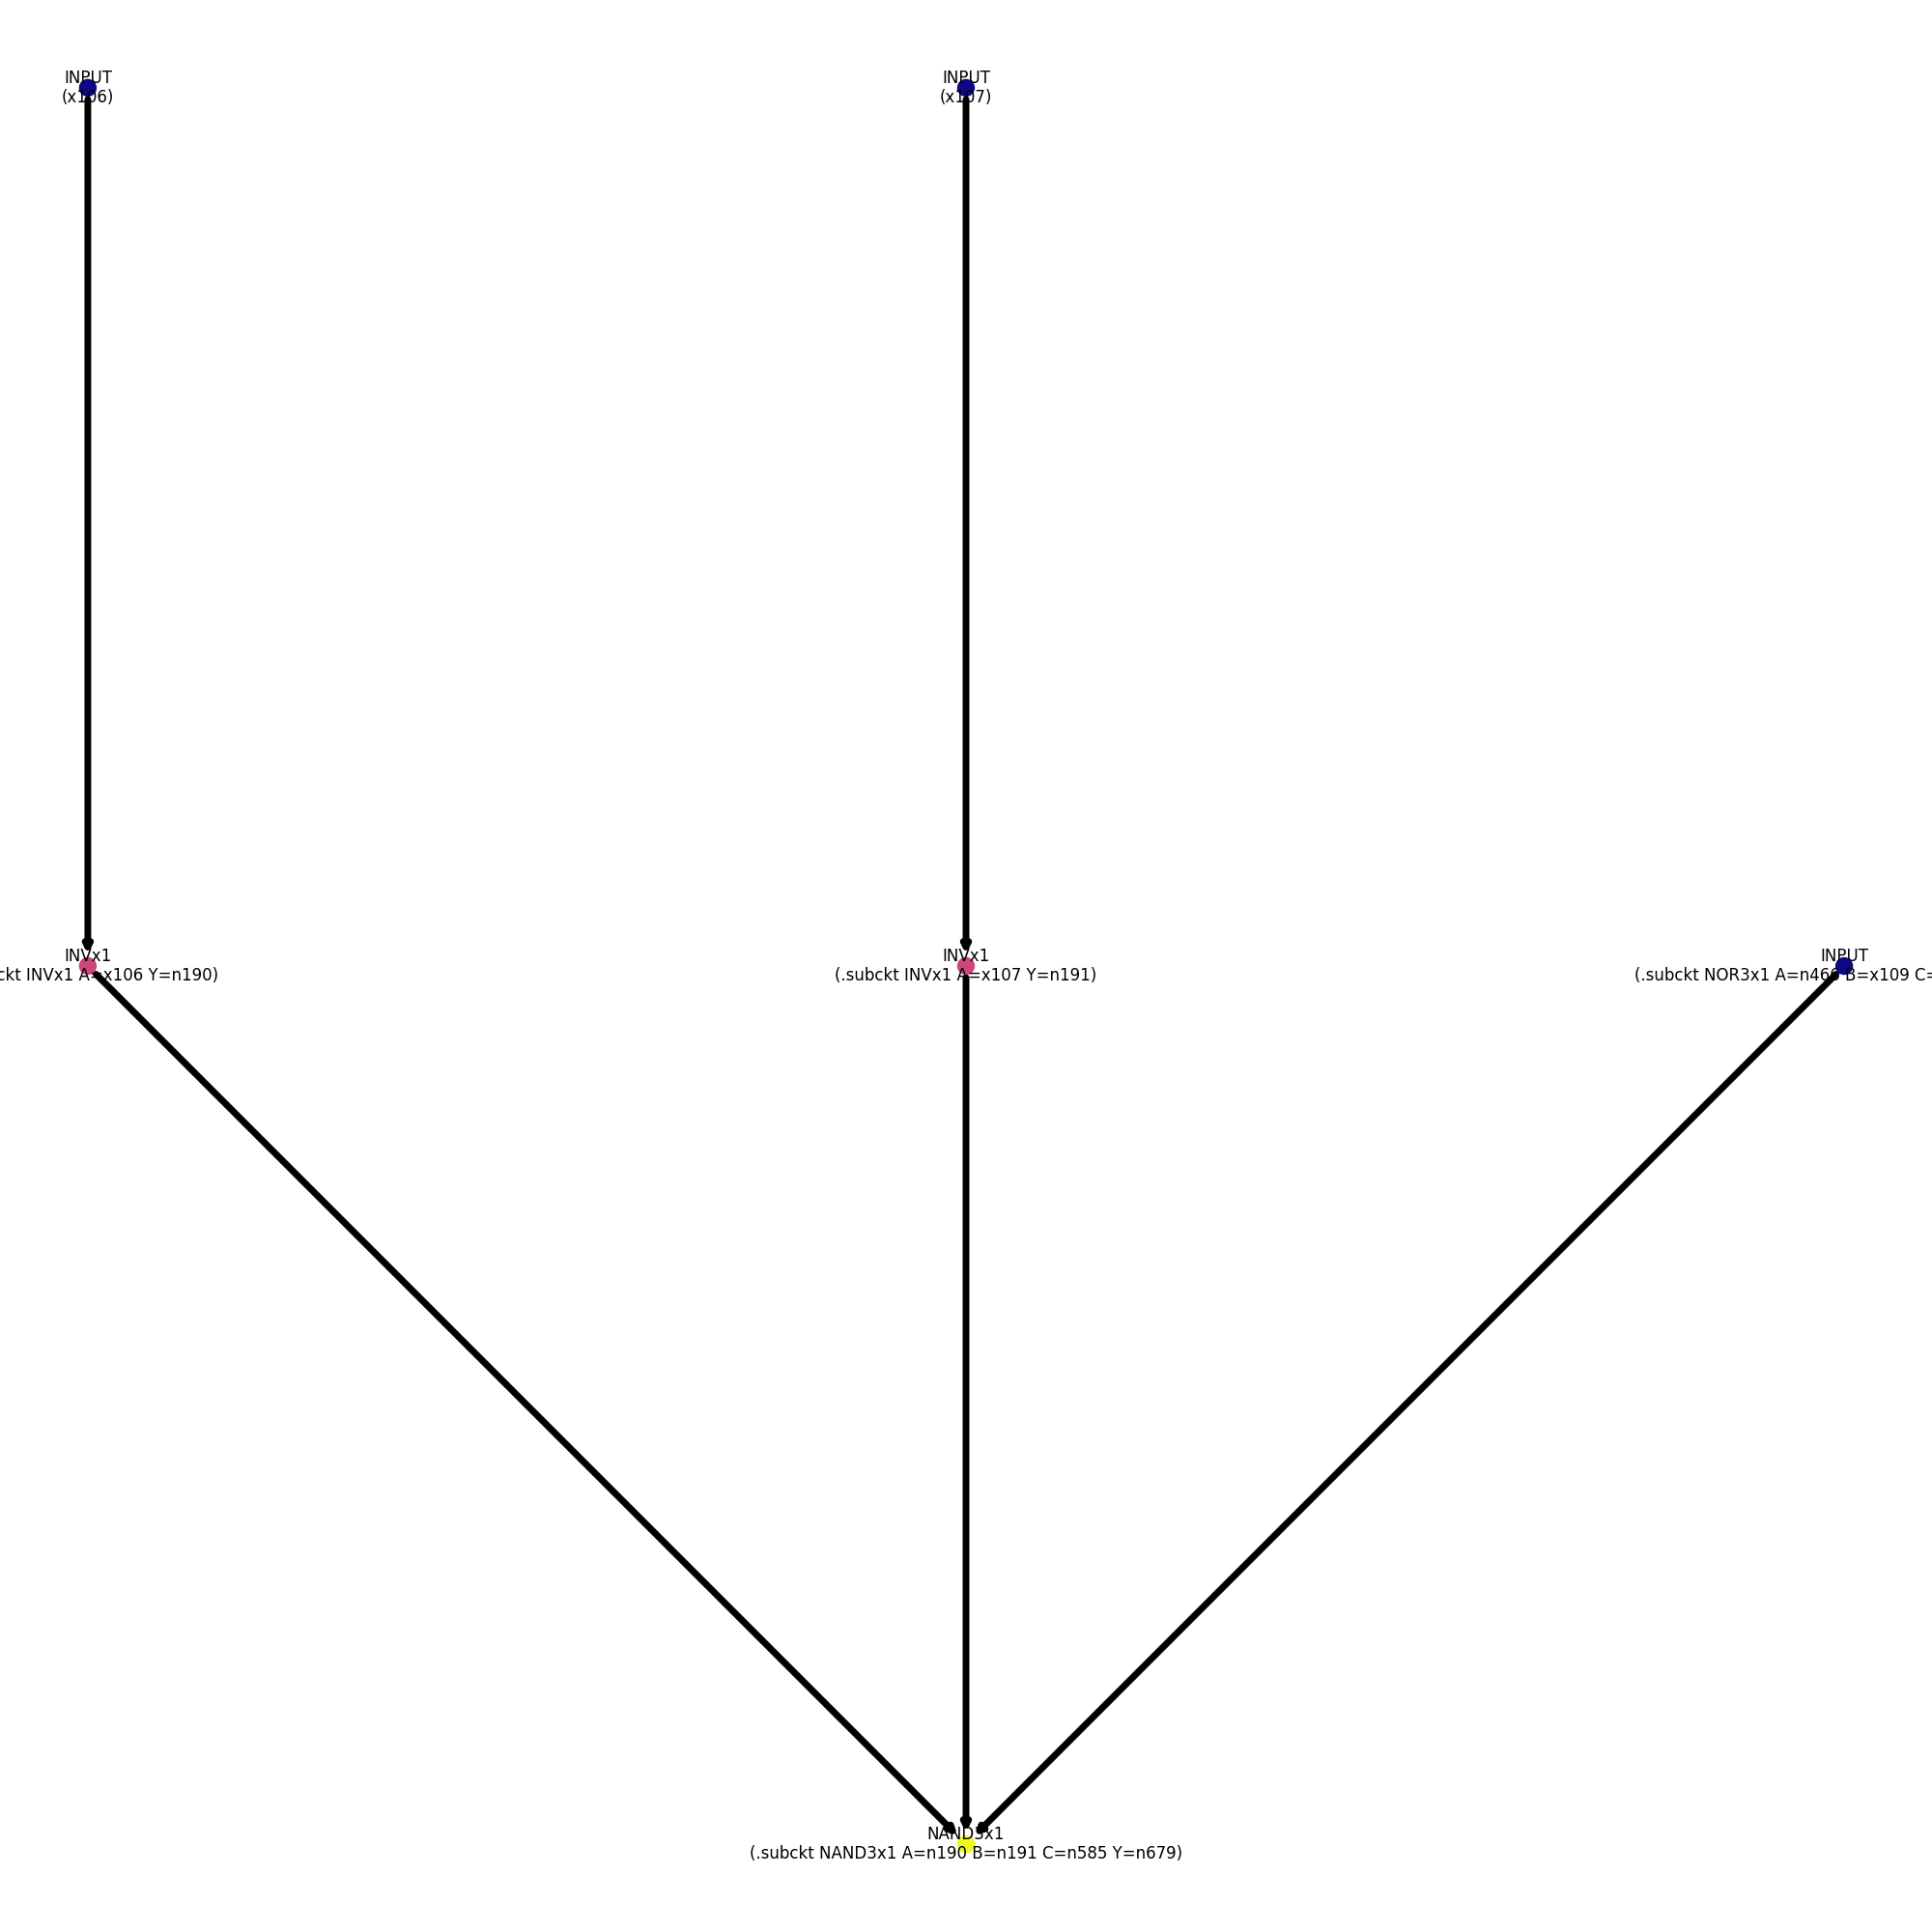 INPUT
(x106)
INPUT
(x107)
INVx1
ckt INVx1 A=x106 Y=n190)
INVx1
(.subckt INVx1 A=x107 Y=n191)
INPUT
(.subckt NOR3x1 A=n466 B=x109 C=
NAND3x1
(.subckt NAND3x1 A=n190 B=n191 C=n585 Y=n679)